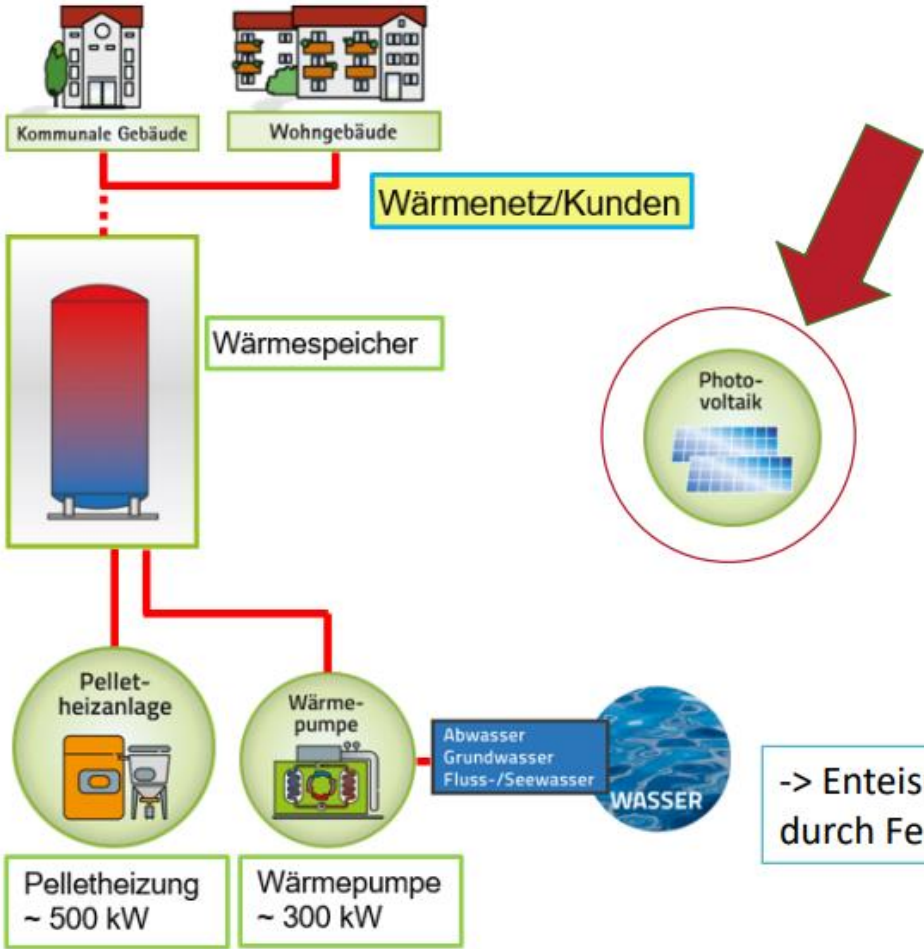 Kommunale Gebäude
Wohngebäude
Wärmenetz/Kunden
Wärmespeicher
Photo-
voltaik
Pellet-
heizanlage
Wärme-
pumpe
Abwasser
Grundwasser
Fluss-/Seewasser
WASSER
-> Enteis
durch Fe
Pelletheizung
~ 500 kW
Wärmepumpe
~ 300 kW